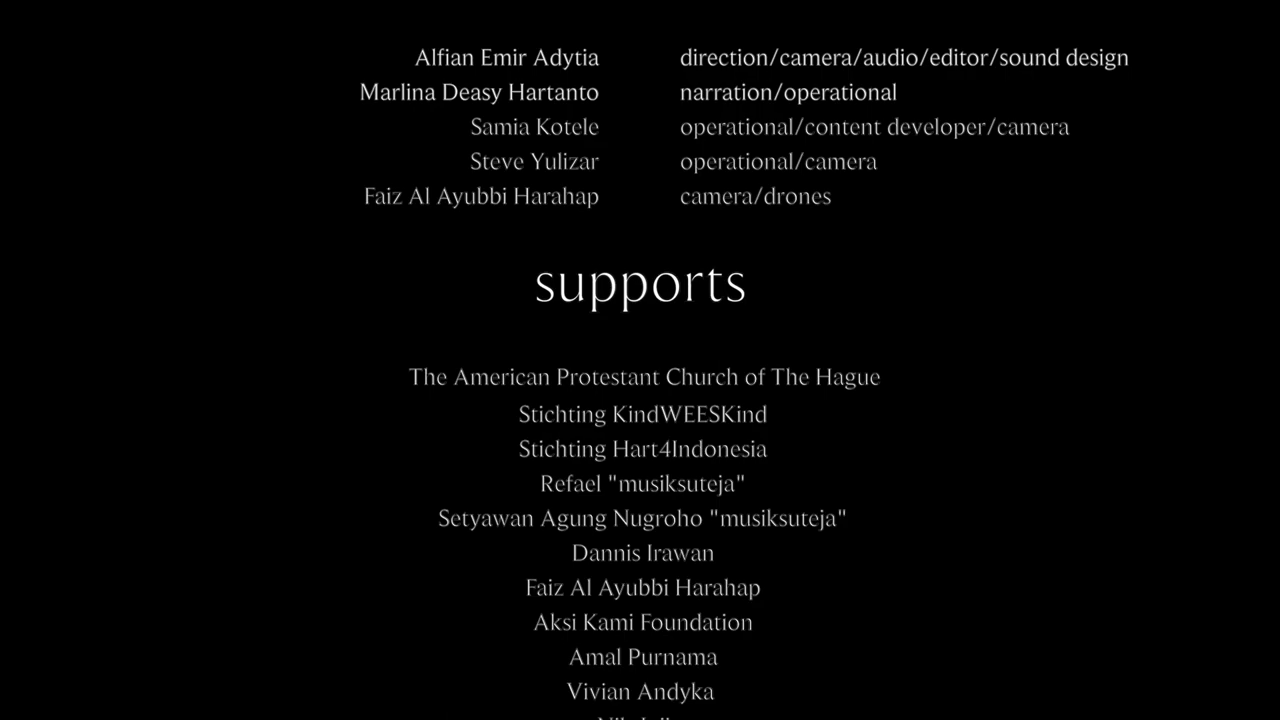 Alfian Emir Adytia direction/camera/audio/editor/sound design
Marlina Deasy Hartanto narration/operational
Samia Kotele operational/content developer/camera
Steve Yulizar operational/camera
Faiz Al Ayubbi Harahap camera/drones
supports
The American Protestant Church of The Hague
Stichting KindWEESKind
Stichting Hart4Indonesia
Refael "musiksuteja"
Setyawan Agung Nugroho "musiksuteja"
Dannis Irawan
Faiz Al Ayubbi Harahap
Aksi Kami Foundation
Amal Purnama
Vivian Andyka